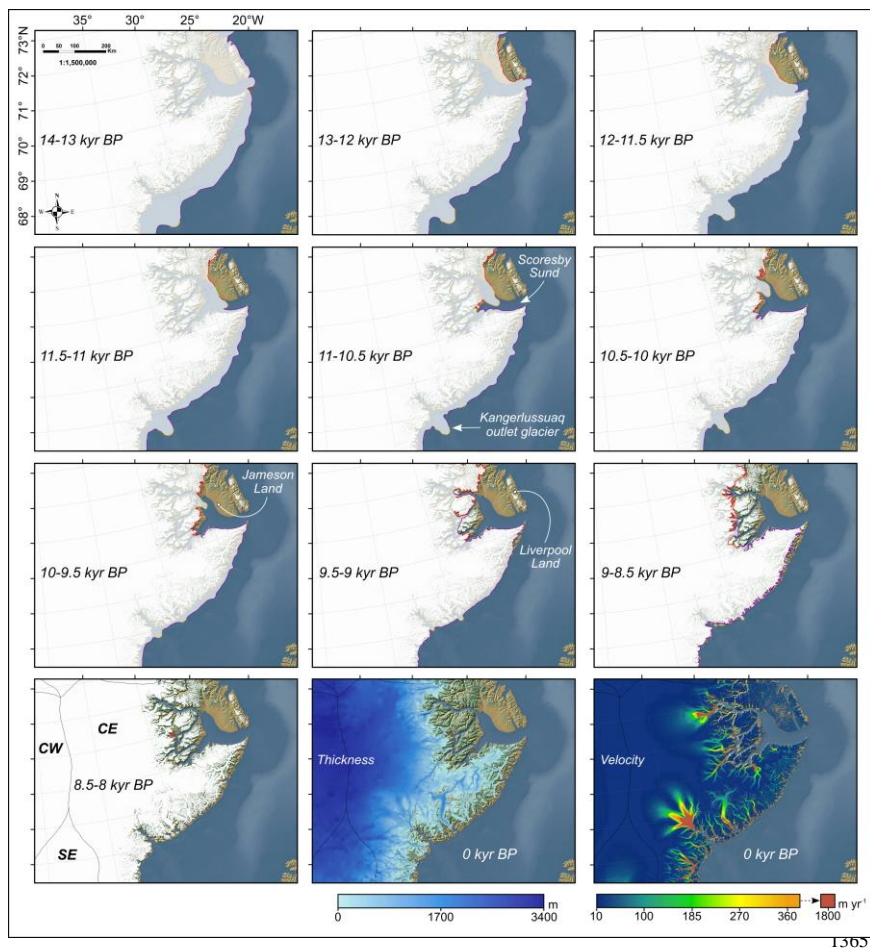 35° 30° 25° 20°W
73°N
72°
71°
70°
69°
68°
0 50 100 200
Km
1:1,500,000
14-13 kyr BP
N
W E
S
13-12 kyr BP
12-11.5 kyr BP
11.5-11 kyr BP
Scoresby
Sund
11-10.5 kyr BP
Kangerlussuaq
outlet glacier
10.5-10 kyr BP
Jameson
Land
10-9.5 kyr BP
9.5-9 kyr BP
Liverpool
Land
9-8.5 kyr BP
CW
CE
8.5-8 kyr BP
SE
Thickness
0 kyr BP
Velocity
0 kyr BP
m
0 1700 3400
m yr⁻¹
10 100 185 270 360 1800
1365